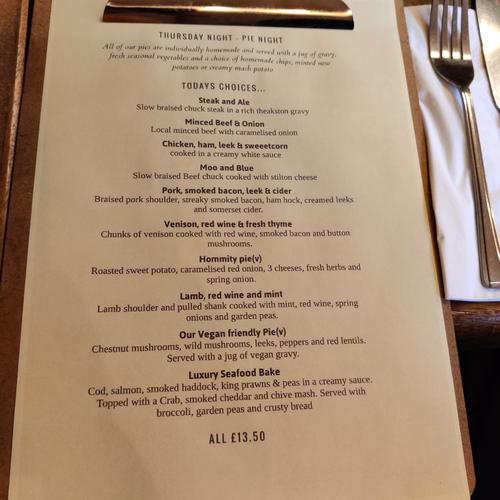 THURSDAY NIGHT - PIE NIGHT
All of our pies are individually homemade and served with a jug of gravy,
fresh seasonal vegetables and a choice of homemade chips, minted new
potatoes or creamy mash potato
TODAYS CHOICES...
Steak and Ale
Slow braised chuck steak in a rich theakston gravy
Minced Beef & Onion
Local minced beef with caramelised onion
Chicken, ham, leek & sweeetcorn
cooked in a creamy white sauce
Moo and Blue
Slow braised Beef chuck cooked with stilton cheese
Pork, smoked bacon, leek & cider
Braised pork shoulder, streaky smoked bacon, ham hock, creamed leeks
and somerset cider.
Venison, red wine & fresh thyme
Chunks of venison cooked with red wine, smoked bacon and button
mushrooms.
Hommity pie(v)
Roasted sweet potato, caramelised red onion, 3 cheeses, fresh herbs and
spring onion.
Lamb, red wine and mint
Lamb shoulder and pulled shank cooked with mint, red wine, spring
onions and garden peas.
Our Vegan friendly Pie(v)
Chestnut mushrooms, wild mushrooms, leeks, peppers and red lentils.
Served with a jug of vegan gravy.
Luxury Seafood Bake
Cod, salmon, smoked haddock, king prawns & peas in a creamy sauce.
Topped with a Crab, smoked cheddar and chive mash. Served with
broccoli, garden peas and crusty bread
ALL £13.50